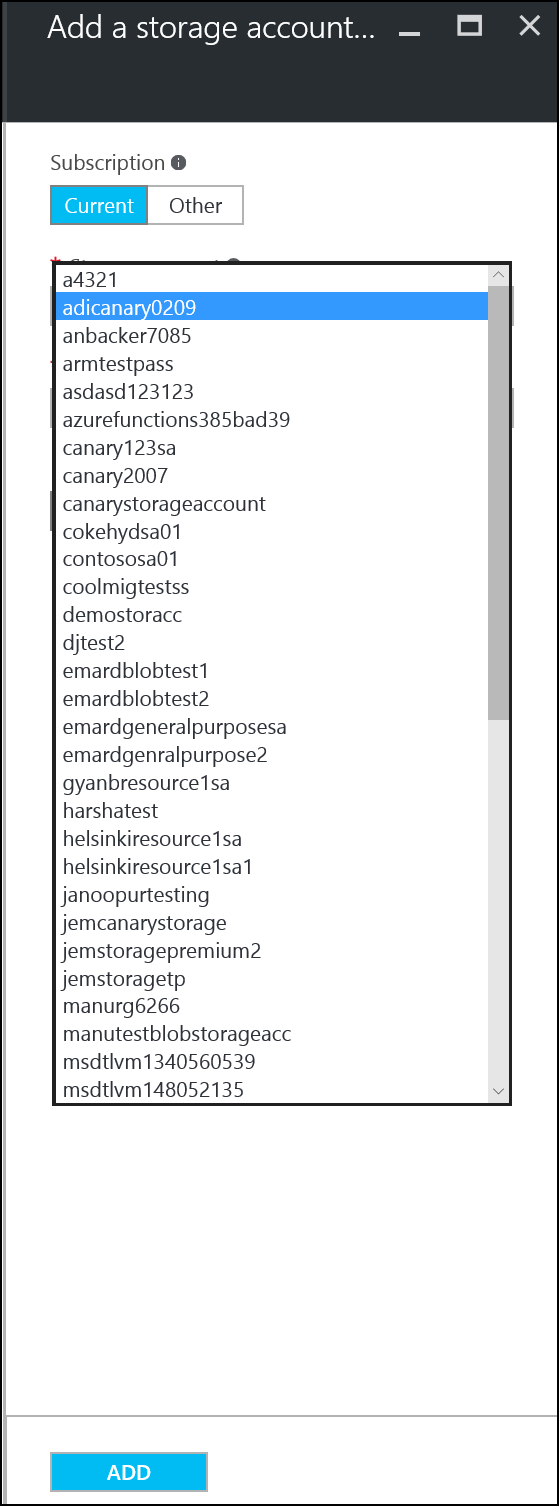 Add a storage account...
Subscription
Current Other
a4321
adicanary0209
anbacker7085
armtestpass
asdasd123123
azurefunctions385bad39
canary123sa
canary2007
canarystorageaccount
cokehydsa01
contososa01
coolmigtestss
demostoracc
djtest2
emardblobtest1
emardblobtest2
emardgeneralpurposesa
emardgenralpurpose2
gyanbresource1sa
harshatest
helsinkiresource1sa
helsinkiresource1sa1
janoopurtesting
jemcanarystorage
jemstoragepremium2
jemstoragetp
manurg6266
manutestblobstorageacc
msdtlvm1340560539
msdtlvm148052135
ADD